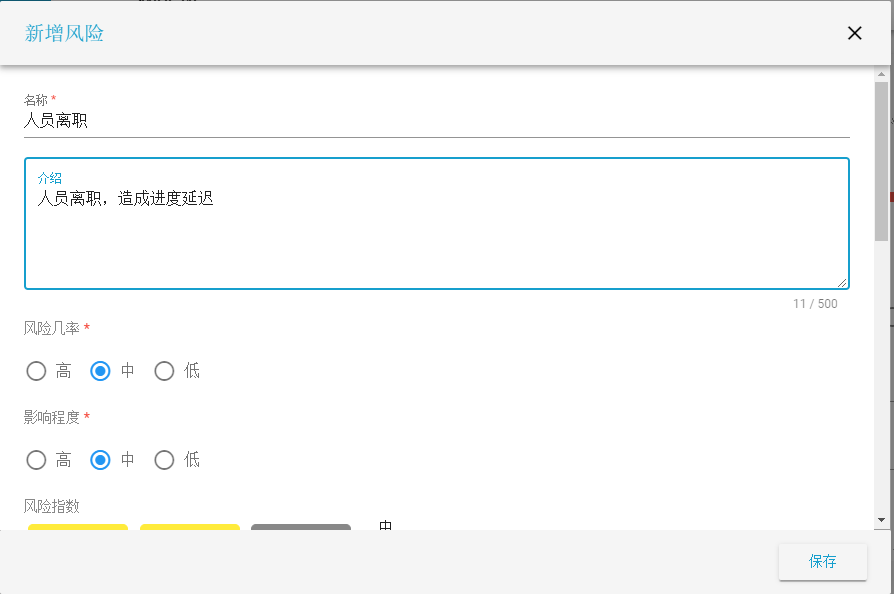 新增风险
名称 *
人员离职
介绍
人员离职，造成进度延迟
11 / 500
风险几率 *
高 中 低
影响程度 *
高 中 低
风险指数
中
保存